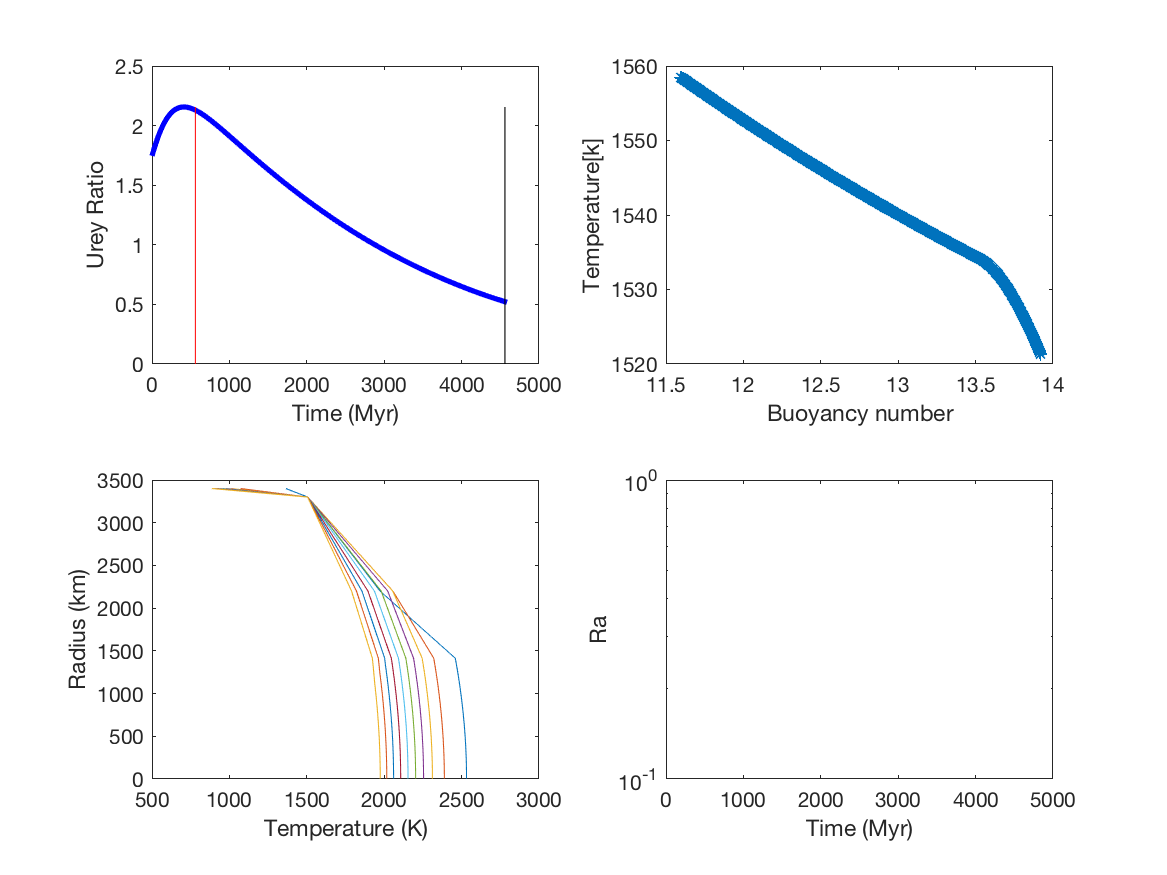 2.5
2
1.5
1
0.5
0
Urey Ratio
0 1000 2000 3000 4000 5000
Time (Myr)
1560
1550
1540
1530
1520
Temperature[k]
11.5 12 12.5 13 13.5 14
Buoyancy number
3500
3000
2500
2000
1500
1000
500
0
Radius (km)
500 1000 1500 2000 2500 3000
Temperature (K)
10^0
10^-1
Ra
0 1000 2000 3000 4000 5000
Time (Myr)